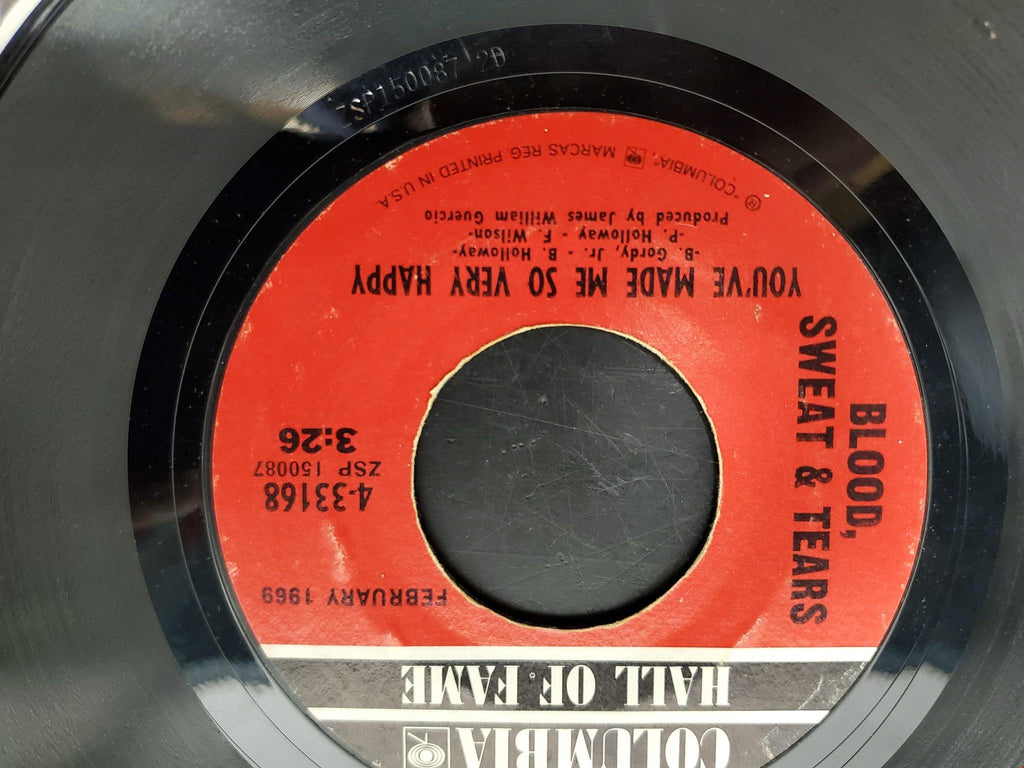 COLUMBIA
HALL OF FAME
FEBRUARY 1969
4-33168
ZSP 150087
3:26
BLOOD,
SWEAT & TEARS
YOU'VE MADE ME SO VERY HAPPY
-B. Gordy, Jr. - B. Holloway-
-P. Holloway - F. Wilson-
Produced by James William Guercio
® "COLUMBIA", MARCAS REG. PRINTED IN U.S.A.
ZSP150087 2D